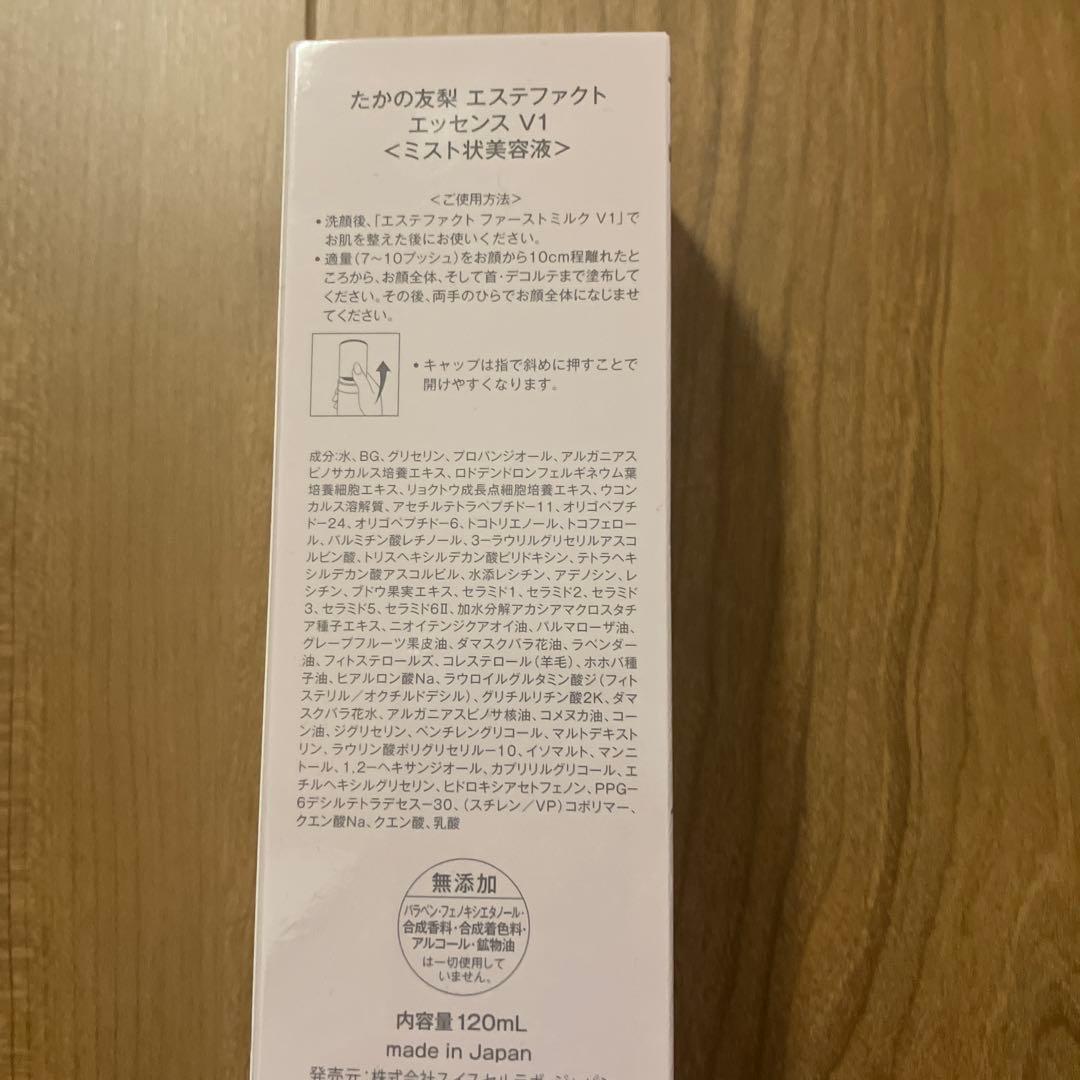 たかの友梨 エステファクト
エッセンス V1
＜ミスト状美容液＞
＜ご使用方法＞
•洗顔後、「エステファクト ファーストミルク V1」で
お肌を整えた後にお使いください。
•適量（7～10プッシュ）をお顔から10cm程離れたと
ころから、お顔全体、そして首・デコルテまで塗布して
ください。その後、両手のひらでお顔全体になじませ
てください。
•キャップは指で斜めに押すことで
開けやすくなります。
成分：水、BG、グリセリン、プロパンジオール、アルガニアス
ピノサカルス培養エキス、ロドデンドロンフェルギネウム葉
培養細胞エキス、リョクトウ成長点細胞培養エキス、ウコン
カルス溶解質、アセチルテトラペプチド－11、オリゴペプチ
ド－24、オリゴペプチド－6、トコトリエノール、トコフェロー
ル、パルミチン酸レチノール、3－ラウリルグリセリルアスコ
ルビン酸、トリスヘキシルデカン酸ピリドキシン、テトラヘキ
シルデカン酸アスコルビル、水添レシチン、アデノシン、レ
シチン、ブドウ果実エキス、セラミド1、セラミド2、セラミド
3、セラミド5、セラミド6Ⅱ、加水分解アカシアマクロスタチ
ア種子エキス、ニオイテンジクアオイ油、パルマローザ油、
グレープフルーツ果皮油、ダマスクバラ花油、ラベンダー
油、フィトステロールズ、コレステロール（羊毛）、ホホバ種
子油、ヒアルロン酸Na、ラウロイルグルタミン酸ジ（フィト
ステリル／オクチルドデシル）、グリチルリチン酸2K、ダマ
スクバラ花水、アルガニアスピノサ核油、コメヌカ油、コー
ン油、ジグリセリン、ペンチレングリコール、マルトデキスト
リン、ラウリン酸ポリグリセリル－10、イソマルト、マンニ
トール、1,2－ヘキサンジオール、カプリリルグリコール、エ
チルヘキシルグリセリン、ヒドロキシアセトフェノン、PPG－
6デシルテトラデセス－30、（スチレン／VP）コポリマー、
クエン酸Na、クエン酸、乳酸
無添加
パラベン・フェノキシエタノール・
合成香料・合成着色料・
アルコール・鉱物油
は一切使用して
いません。
内容量 120mL
made in Japan
発売元：株式会社スイスセルラボ・ジャパン